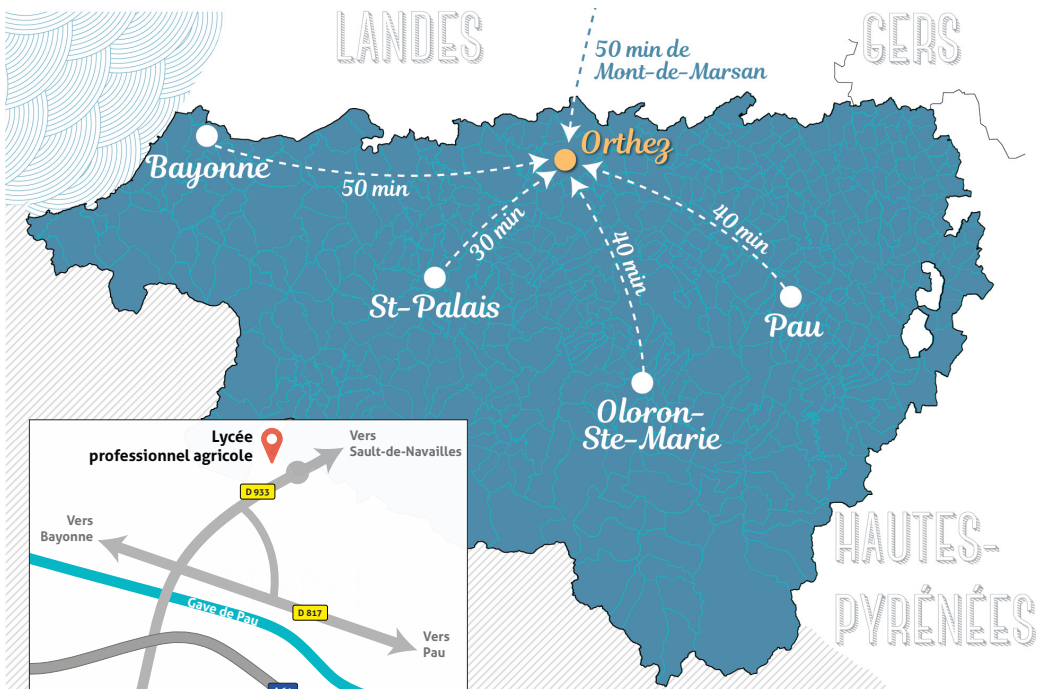 LANDES
GERS
50 min de
Mont-de-Marsan
Orthez
Bayonne
50 min
30 min
40 min
40 min
St-Palais
Pau
Oloron-
Ste-Marie
HAUTES-
PYRÉNÉES
Lycée
professionnel agricole
Vers
Sault-de-Navailles
D 933
Vers
Bayonne
Gave de Pau
D 817
Vers
Pau